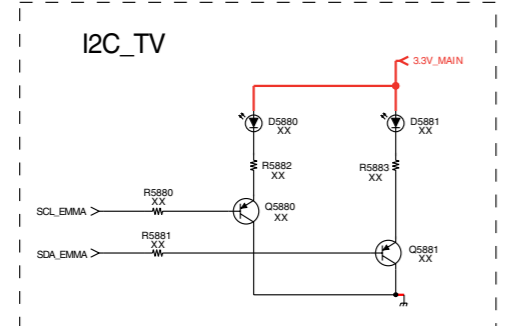 I2C_TV
3.3V_MAIN
D5880
XX
D5881
XX
R5882
XX
R5883
XX
R5880
XX
SCL_EMMA
Q5880
XX
R5881
XX
SDA_EMMA
Q5881
XX